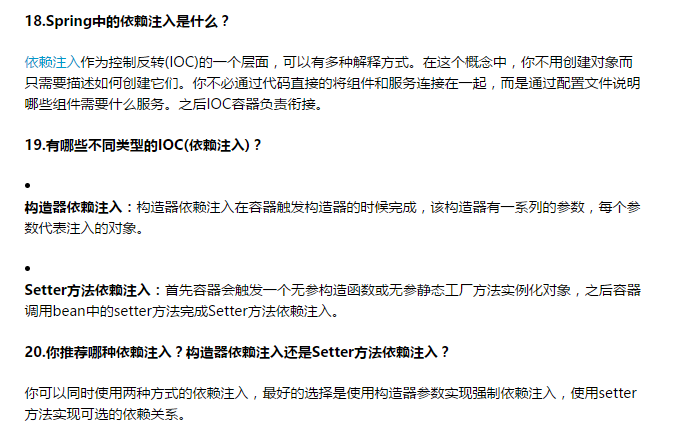 18.Spring中的依赖注入是什么？
依赖注入作为控制反转(IOC)的一个层面，可以有多种解释方式。在这个概念中，你不用创建对象而
只需要描述如何创建它们。你不必通过代码直接的将组件和服务连接在一起，而是通过配置文件说明
哪些组件需要什么服务。之后IOC容器负责衔接。
19.有哪些不同类型的IOC(依赖注入)？
•
构造器依赖注入：构造器依赖注入在容器触发构造器的时候完成，该构造器有一系列的参数，每个参
数代表注入的对象。
•
Setter方法依赖注入：首先容器会触发一个无参构造函数或无参静态工厂方法实例化对象，之后容器
调用bean中的setter方法完成Setter方法依赖注入。
20.你推荐哪种依赖注入？构造器依赖注入还是Setter方法依赖注入？
你可以同时使用两种方式的依赖注入，最好的选择是使用构造器参数实现强制依赖注入，使用setter
方法实现可选的依赖关系。